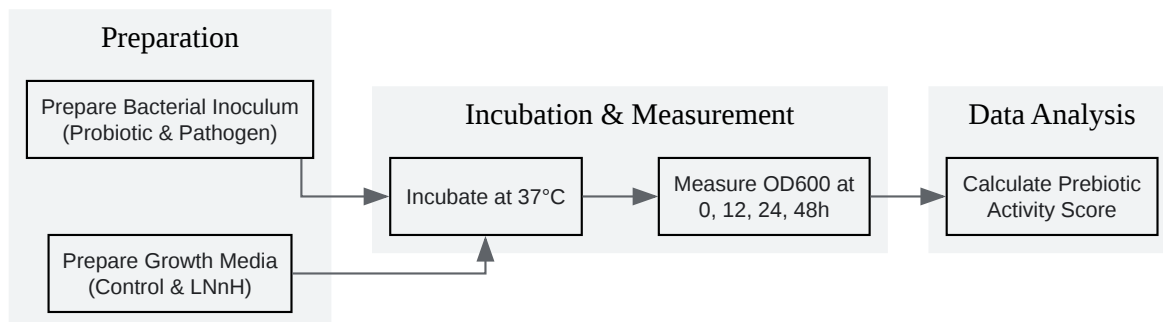 Preparation
Prepare Bacterial Inoculum
(Probiotic & Pathogen)
Prepare Growth Media
(Control & LNnH)
Incubation & Measurement
Incubate at 37°C
Measure OD600 at
0, 12, 24, 48h
Data Analysis
Calculate Prebiotic
Activity Score